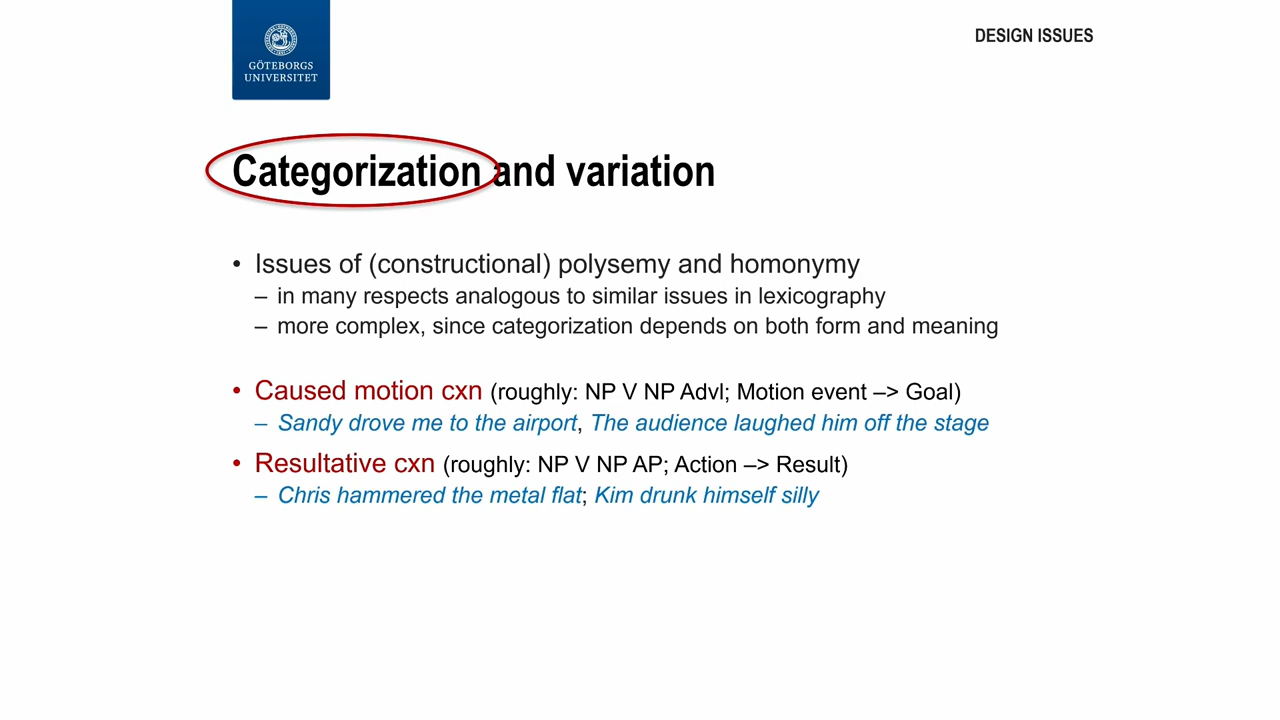 GÖTEBORGS
UNIVERSITET
DESIGN ISSUES
Categorization and variation
• Issues of (constructional) polysemy and homonymy
– in many respects analogous to similar issues in lexicography
– more complex, since categorization depends on both form and meaning
• Caused motion cxn (roughly: NP V NP Advl; Motion event –> Goal)
– Sandy drove me to the airport, The audience laughed him off the stage
• Resultative cxn (roughly: NP V NP AP; Action –> Result)
– Chris hammered the metal flat; Kim drunk himself silly